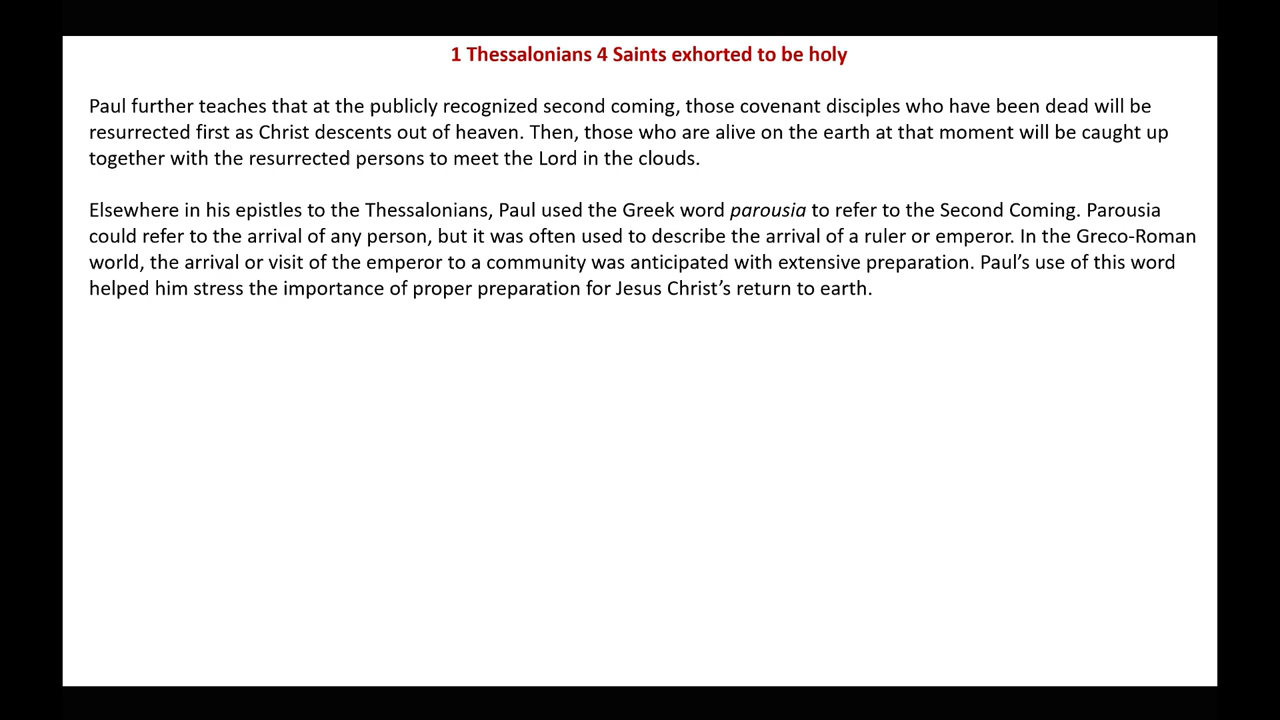 1 Thessalonians 4 Saints exhorted to be holy
Paul further teaches that at the publicly recognized second coming, those covenant disciples who have been dead will be
resurrected first as Christ descents out of heaven. Then, those who are alive on the earth at that moment will be caught up
together with the resurrected persons to meet the Lord in the clouds.
Elsewhere in his epistles to the Thessalonians, Paul used the Greek word parousia to refer to the Second Coming. Parousia
could refer to the arrival of any person, but it was often used to describe the arrival of a ruler or emperor. In the Greco-Roman
world, the arrival or visit of the emperor to a community was anticipated with extensive preparation. Paul’s use of this word
helped him stress the importance of proper preparation for Jesus Christ’s return to earth.